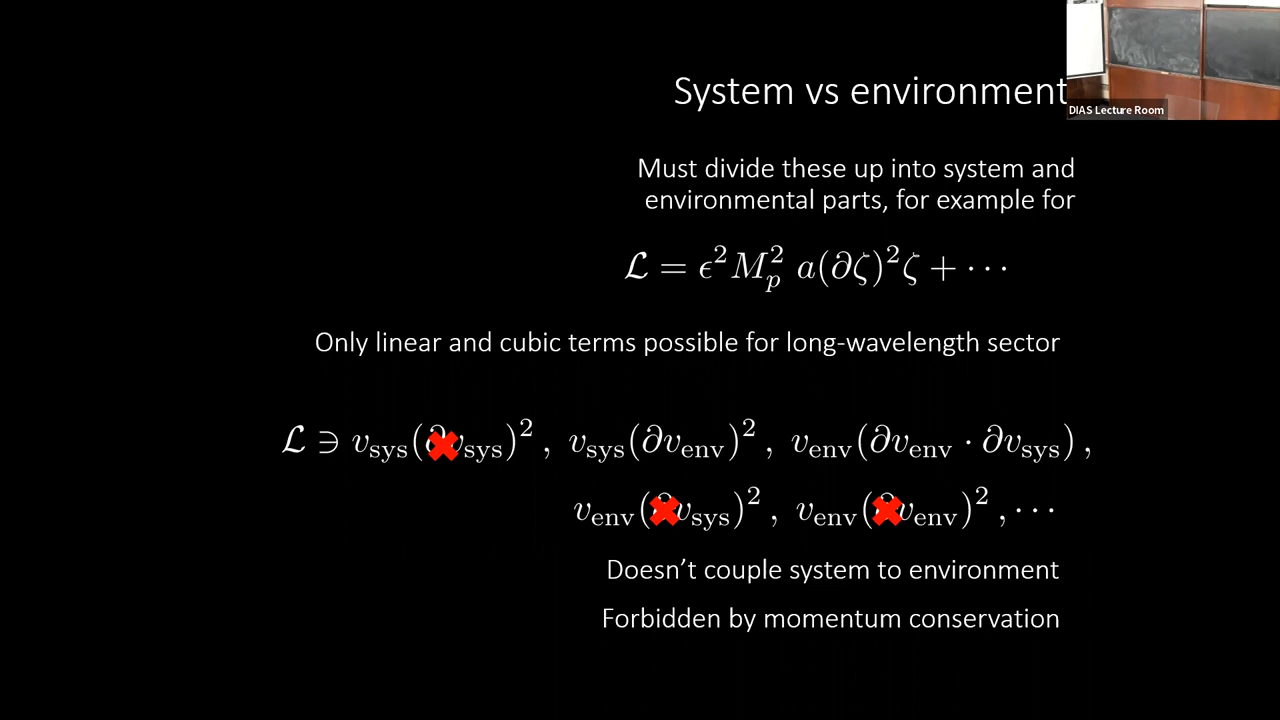 System vs environment
DIAS Lecture Room
Must divide these up into system and
environmental parts, for example for
ℒ = ϵ² M_p² a(∂ζ)² ζ + ⋯
Only linear and cubic terms possible for long-wavelength sector
ℒ ∋ v_sys(∂v_sys)² , v_sys(∂v_env)² , v_env(∂v_env · ∂v_sys) ,
v_env(∂v_sys)² , v_env(∂v_env)² , ⋯
Doesn’t couple system to environment
Forbidden by momentum conservation